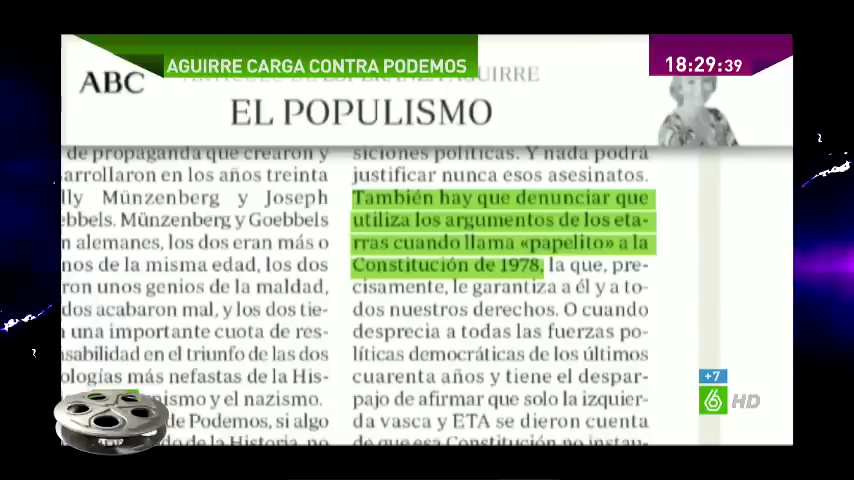 AGUIRRE CARGA CONTRA PODEMOS
18:29:39
ABC
AGUIRRE
EL POPULISMO
de propaganda que crearon y
arrollaron en los años treinta
lly Münzenberg y Joseph
ebbels. Münzenberg y Goebbels
n alemanes, los dos eran más o
nos de la misma edad, los dos
ron unos genios de la maldad,
dos acabaron mal, y los dos tie-
una importante cuota de res-
nsabilidad en el triunfo de las dos
ologías más nefastas de la His-
nismo y el nazismo.
de Podemos, si algo
do de la Historia, no
siciones políticas. Y nada podrá
justificar nunca esos asesinatos.
También hay que denunciar que
utiliza los argumentos de los eta-
rras cuando llama «papelito» a la
Constitución de 1978, la que, pre-
cisamente, le garantiza a él y a to-
dos nuestros derechos. O cuando
desprecia a todas las fuerzas po-
líticas democráticas de los últimos
cuarenta años y tiene el despar-
pajo de afirmar que solo la izquier-
da vasca y ETA se dieron cuenta
de que esa Constitución no instau-
+7
6 HD